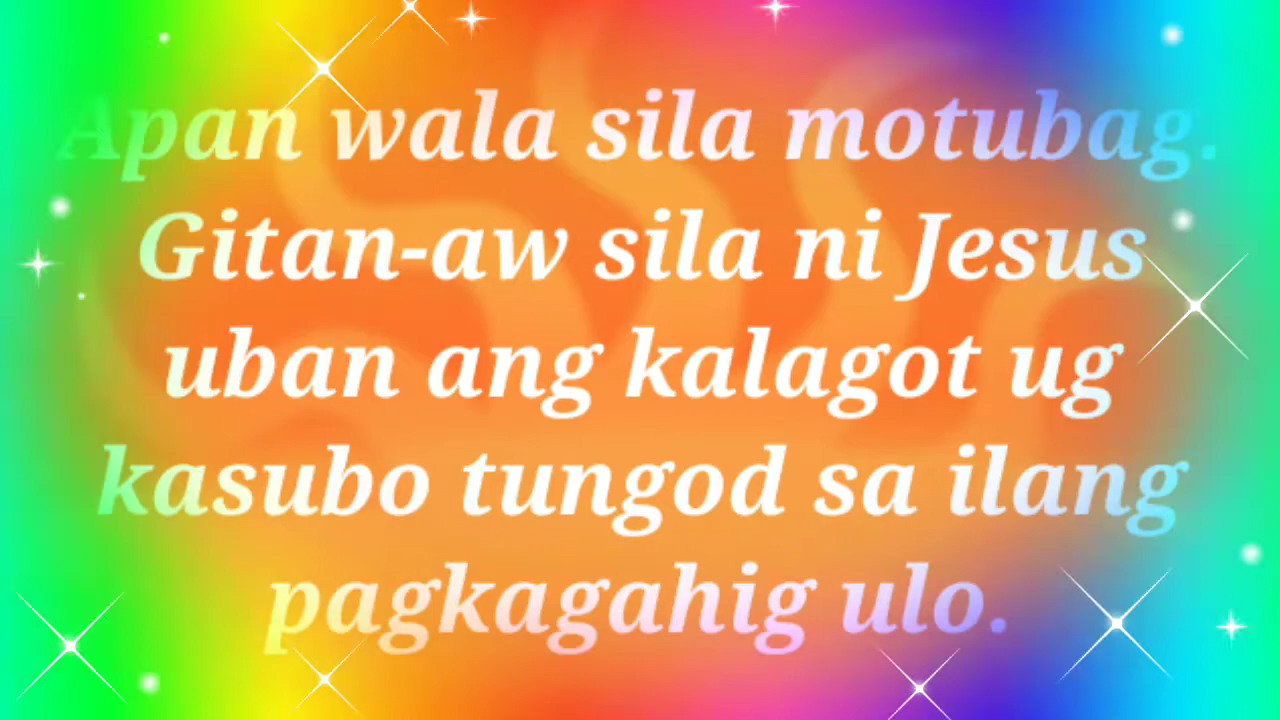 Apan wala sila motubag.
Gitan-aw sila ni Jesus
uban ang kalagot ug
kasubo tungod sa ilang
pagkagahig ulo.